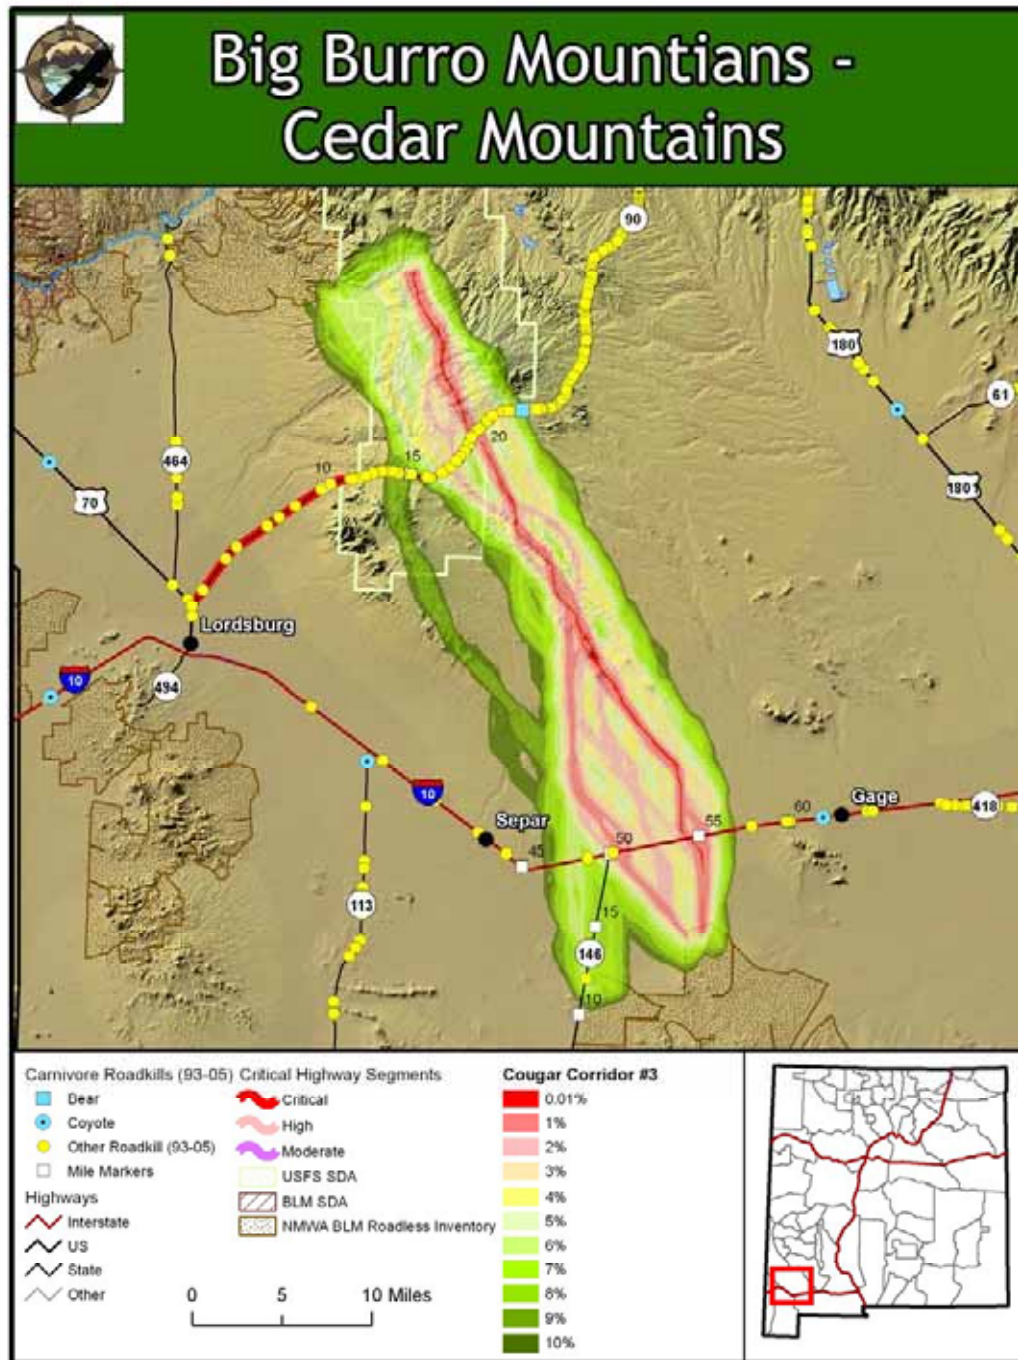 Big Burro Mountians -
Cedar Mountains
90
180
61
25
20
15
10
464
70
1801
Lordsburg
10
494
10
Separ
45
50
55
60
Gage
418
113
15
146
10
Carnivore Roadkills (93-05)
Bear
Coyote
Other Roadkill (93-05)
Mile Markers
Highways
Interstate
US
State
Other
Critical Highway Segments
Critical
High
Moderate
USFS SDA
BLM SDA
NMWA BLM Roadless Inventory
0 5 10 Miles
Cougar Corridor #3
0.01%
1%
2%
3%
4%
5%
6%
7%
8%
9%
10%